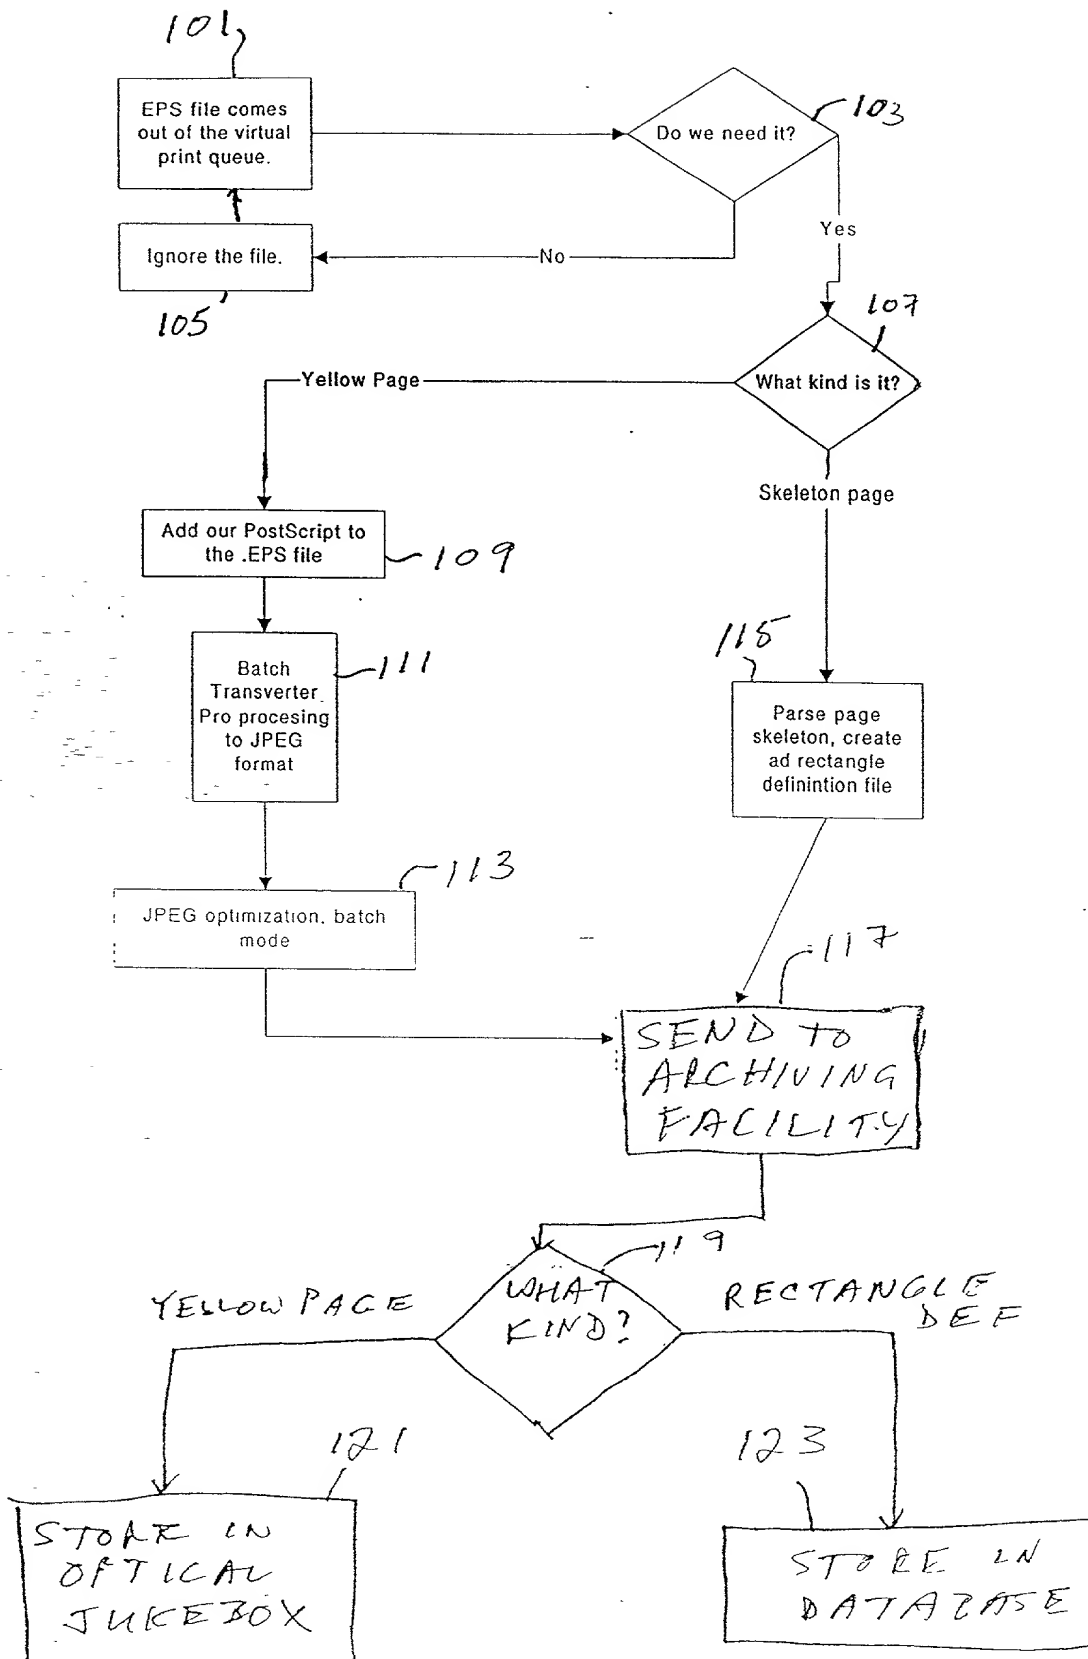 101
EPS file comes
out of the virtual
print queue.
Do we need it?
103
Yes
Ignore the file.
No
105
107
Yellow Page
What kind is it?
Skeleton page
Add our PostScript to
the .EPS file
109
111
Batch
Transverter
Pro procesing
to JPEG
format
115
Parse page
skeleton, create
ad rectangle
definintion file
113
JPEG optimization, batch
mode
117
SEND TO
ARCHIVING
FACILITY
119
YELLOW PAGE
WHAT
KIND?
RECTANGLE
DEF
121
123
STORE IN
OPTICAL
JUKEBOX
STORE IN
DATABASE